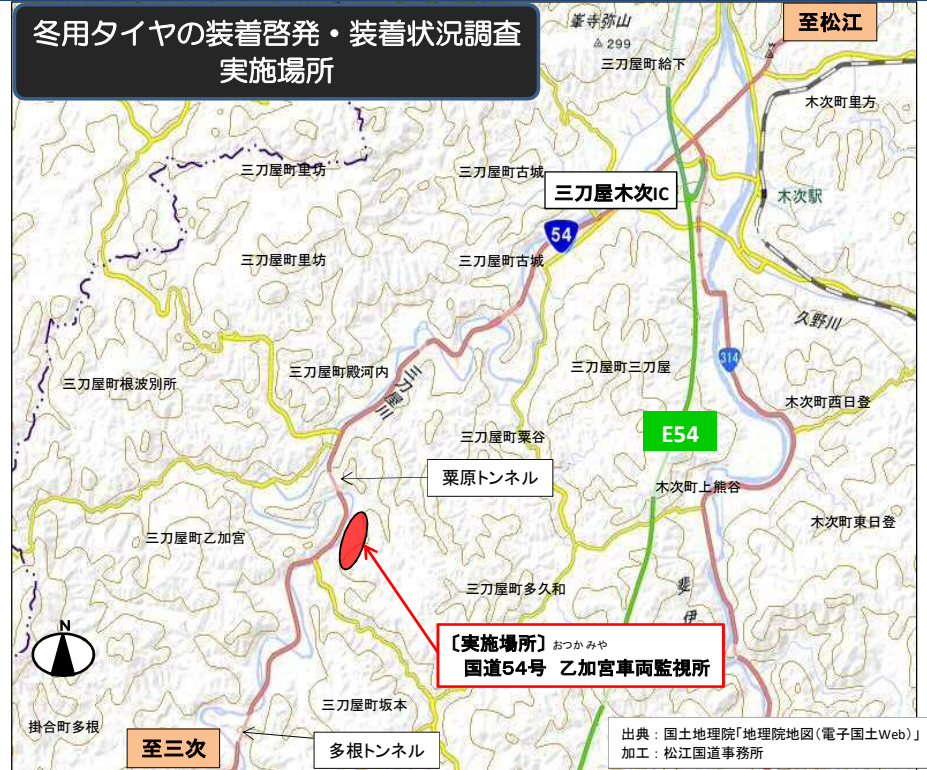 冬用タイヤの装着啓発・装着状況調査
実施場所
至松江
峯寺弥山
299
三刀屋町給下
木次町里方
三刀屋町里坊
三刀屋町古城
三刀屋木次IC
木次駅
54
三刀屋町里坊
三刀屋町古城
久野川
314
三刀屋町殿河内
三刀屋川
三刀屋町三刀屋
三刀屋町根波別所
木次町西日登
三刀屋町粟谷
E54
粟原トンネル
木次町上熊谷
三刀屋町乙加宮
木次町東日登
三刀屋町多久和
斐伊
N
〔実施場所〕おつかみや
国道54号 乙加宮車両監視所
三刀屋町坂本
掛合町多根
至三次
多根トンネル
出典：国土地理院「地理院地図（電子国土Web）」
加工：松江国道事務所